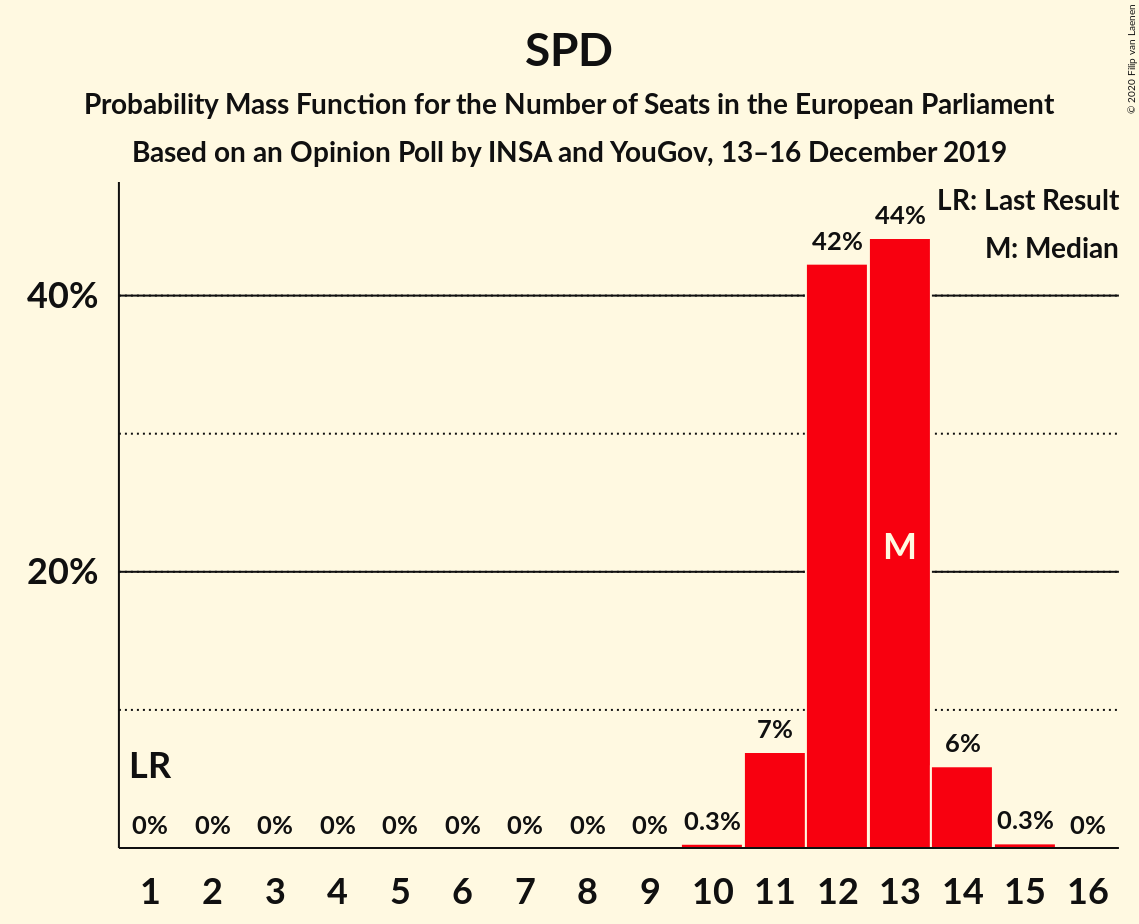 SPD
Probability Mass Function for the Number of Seats in the European Parliament
Based on an Opinion Poll by INSA and YouGov, 13–16 December 2019
© 2020 Filip van Laenen
LR: Last Result
M: Median
44%
42%
40%
M
20%
7%
6%
LR
0% 0% 0% 0% 0% 0% 0% 0% 0% 0.3% 0.3% 0%
1 2 3 4 5 6 7 8 9 10 11 12 13 14 15 16